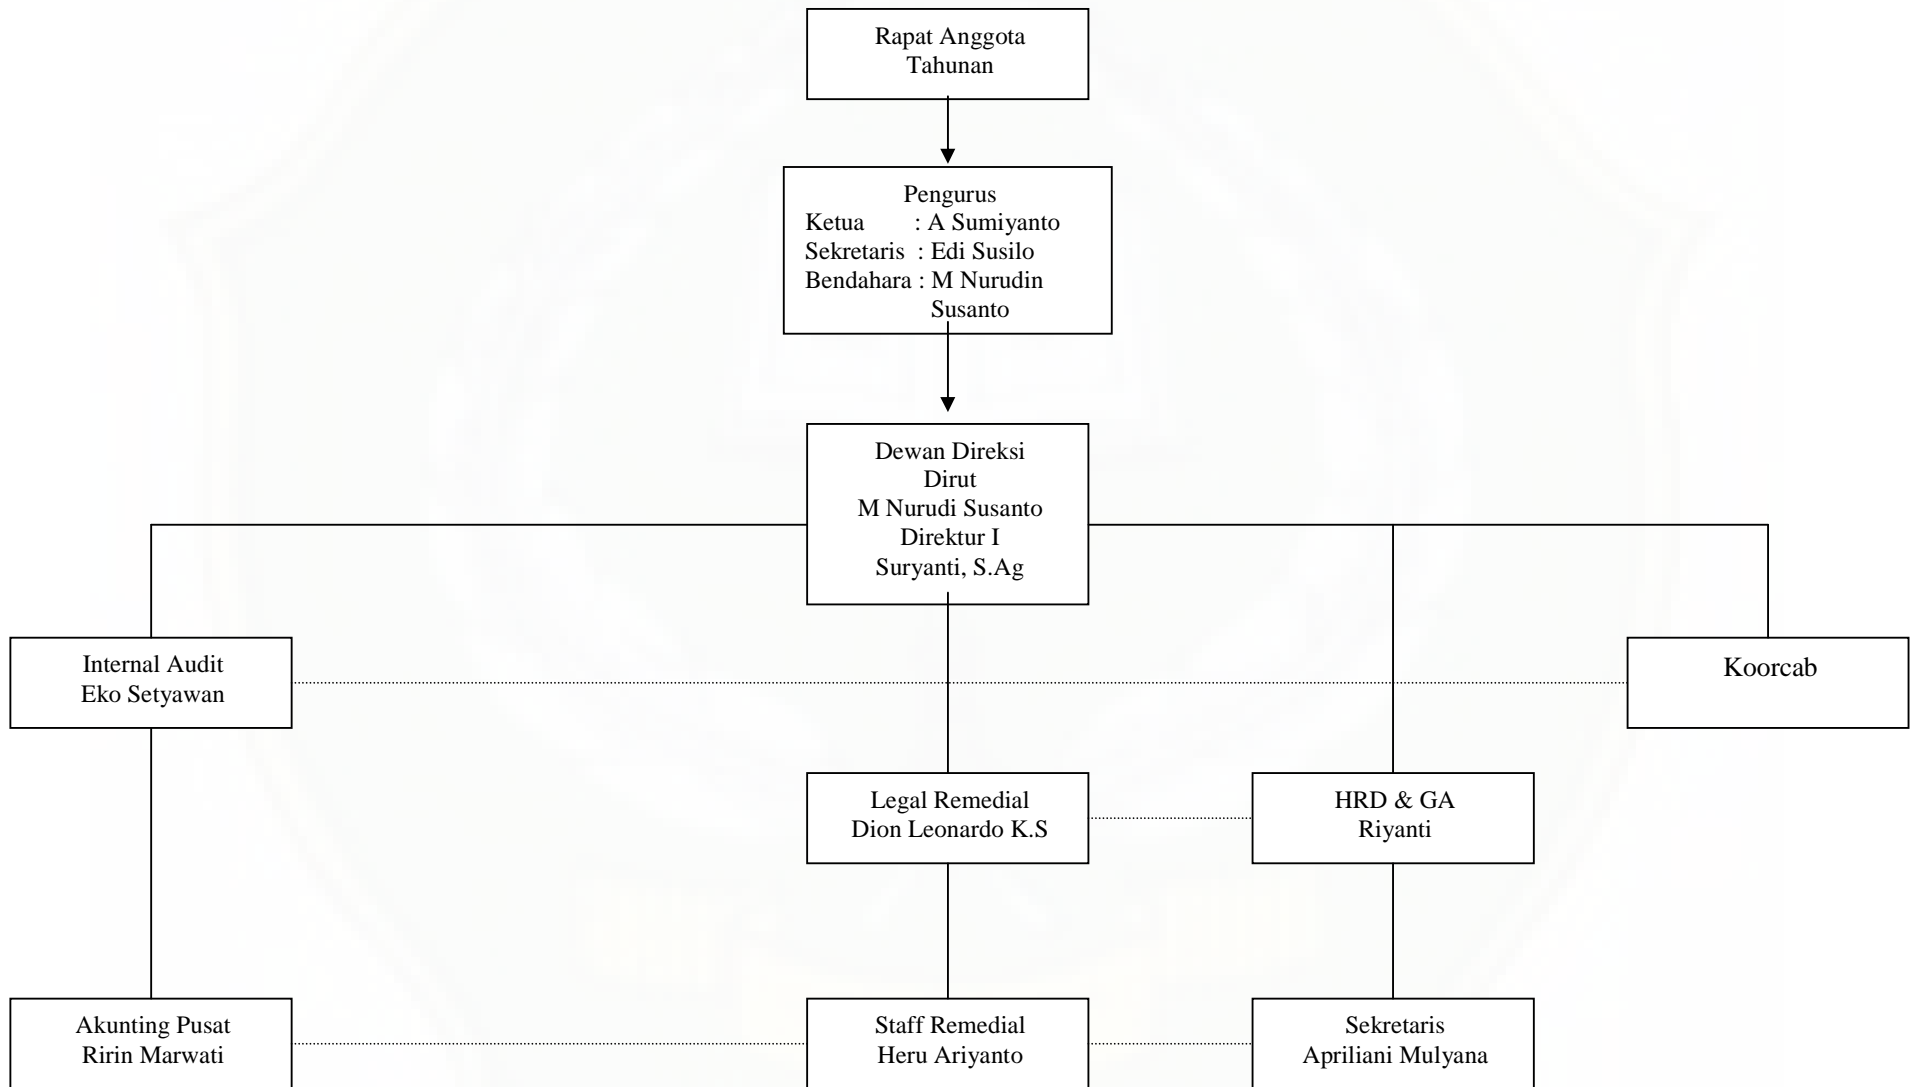 Rapat Anggota
Tahunan
Pengurus
Ketua : A Sumiyanto
Sekretaris : Edi Susilo
Bendahara : M Nurudin
Susanto
Dewan Direksi
Dirut
M Nurudi Susanto
Direktur I
Suryanti, S.Ag
Internal Audit
Eko Setyawan
Koorcab
Legal Remedial
Dion Leonardo K.S
HRD & GA
Riyanti
Akunting Pusat
Ririn Marwati
Staff Remedial
Heru Ariyanto
Sekretaris
Apriliani Mulyana